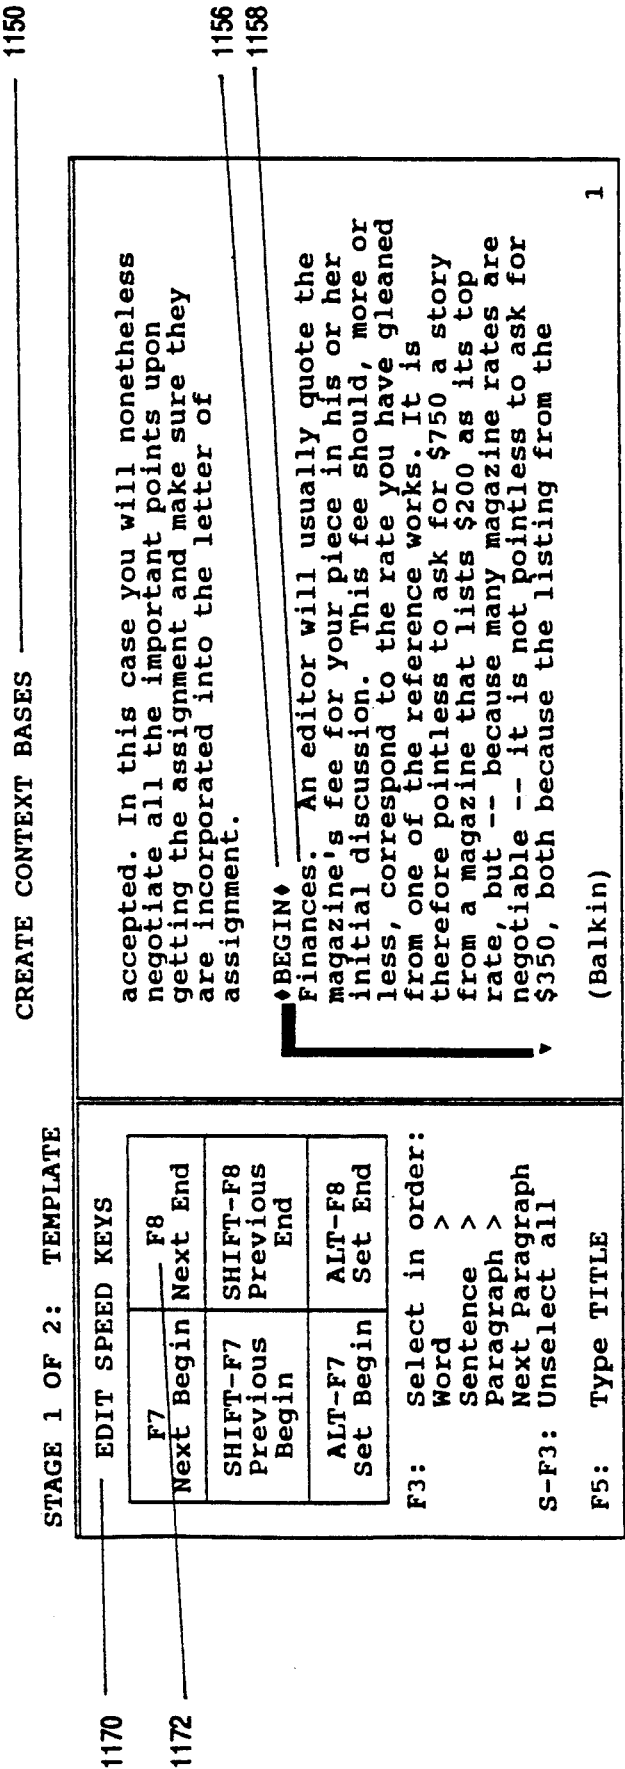 STAGE 1 OF 2: TEMPLATE
CREATE CONTEXT BASES
1150
1170
EDIT SPEED KEYS
F7
Next Begin
F8
Next End
1172
SHIFT-F7
Previous
Begin
SHIFT-F8
Previous
End
ALT-F7
Set Begin
ALT-F8
Set End
F3: Select in order:
Word >
Sentence >
Paragraph >
Next Paragraph
S-F3: Unselect all
F5: Type TITLE
accepted. In this case you will nonetheless
negotiate all the important points upon
getting the assignment and make sure they
are incorporated into the letter of
assignment.
1156
1158
♦BEGIN♦
Finances. An editor will usually quote the
magazine's fee for your piece in his or her
initial discussion. This fee should, more or
less, correspond to the rate you have gleaned
from one of the reference works. It is
therefore pointless to ask for $750 a story
from a magazine that lists $200 as its top
rate, but -- because many magazine rates are
negotiable -- it is not pointless to ask for
$350, both because the listing from the
(Balkin) 1